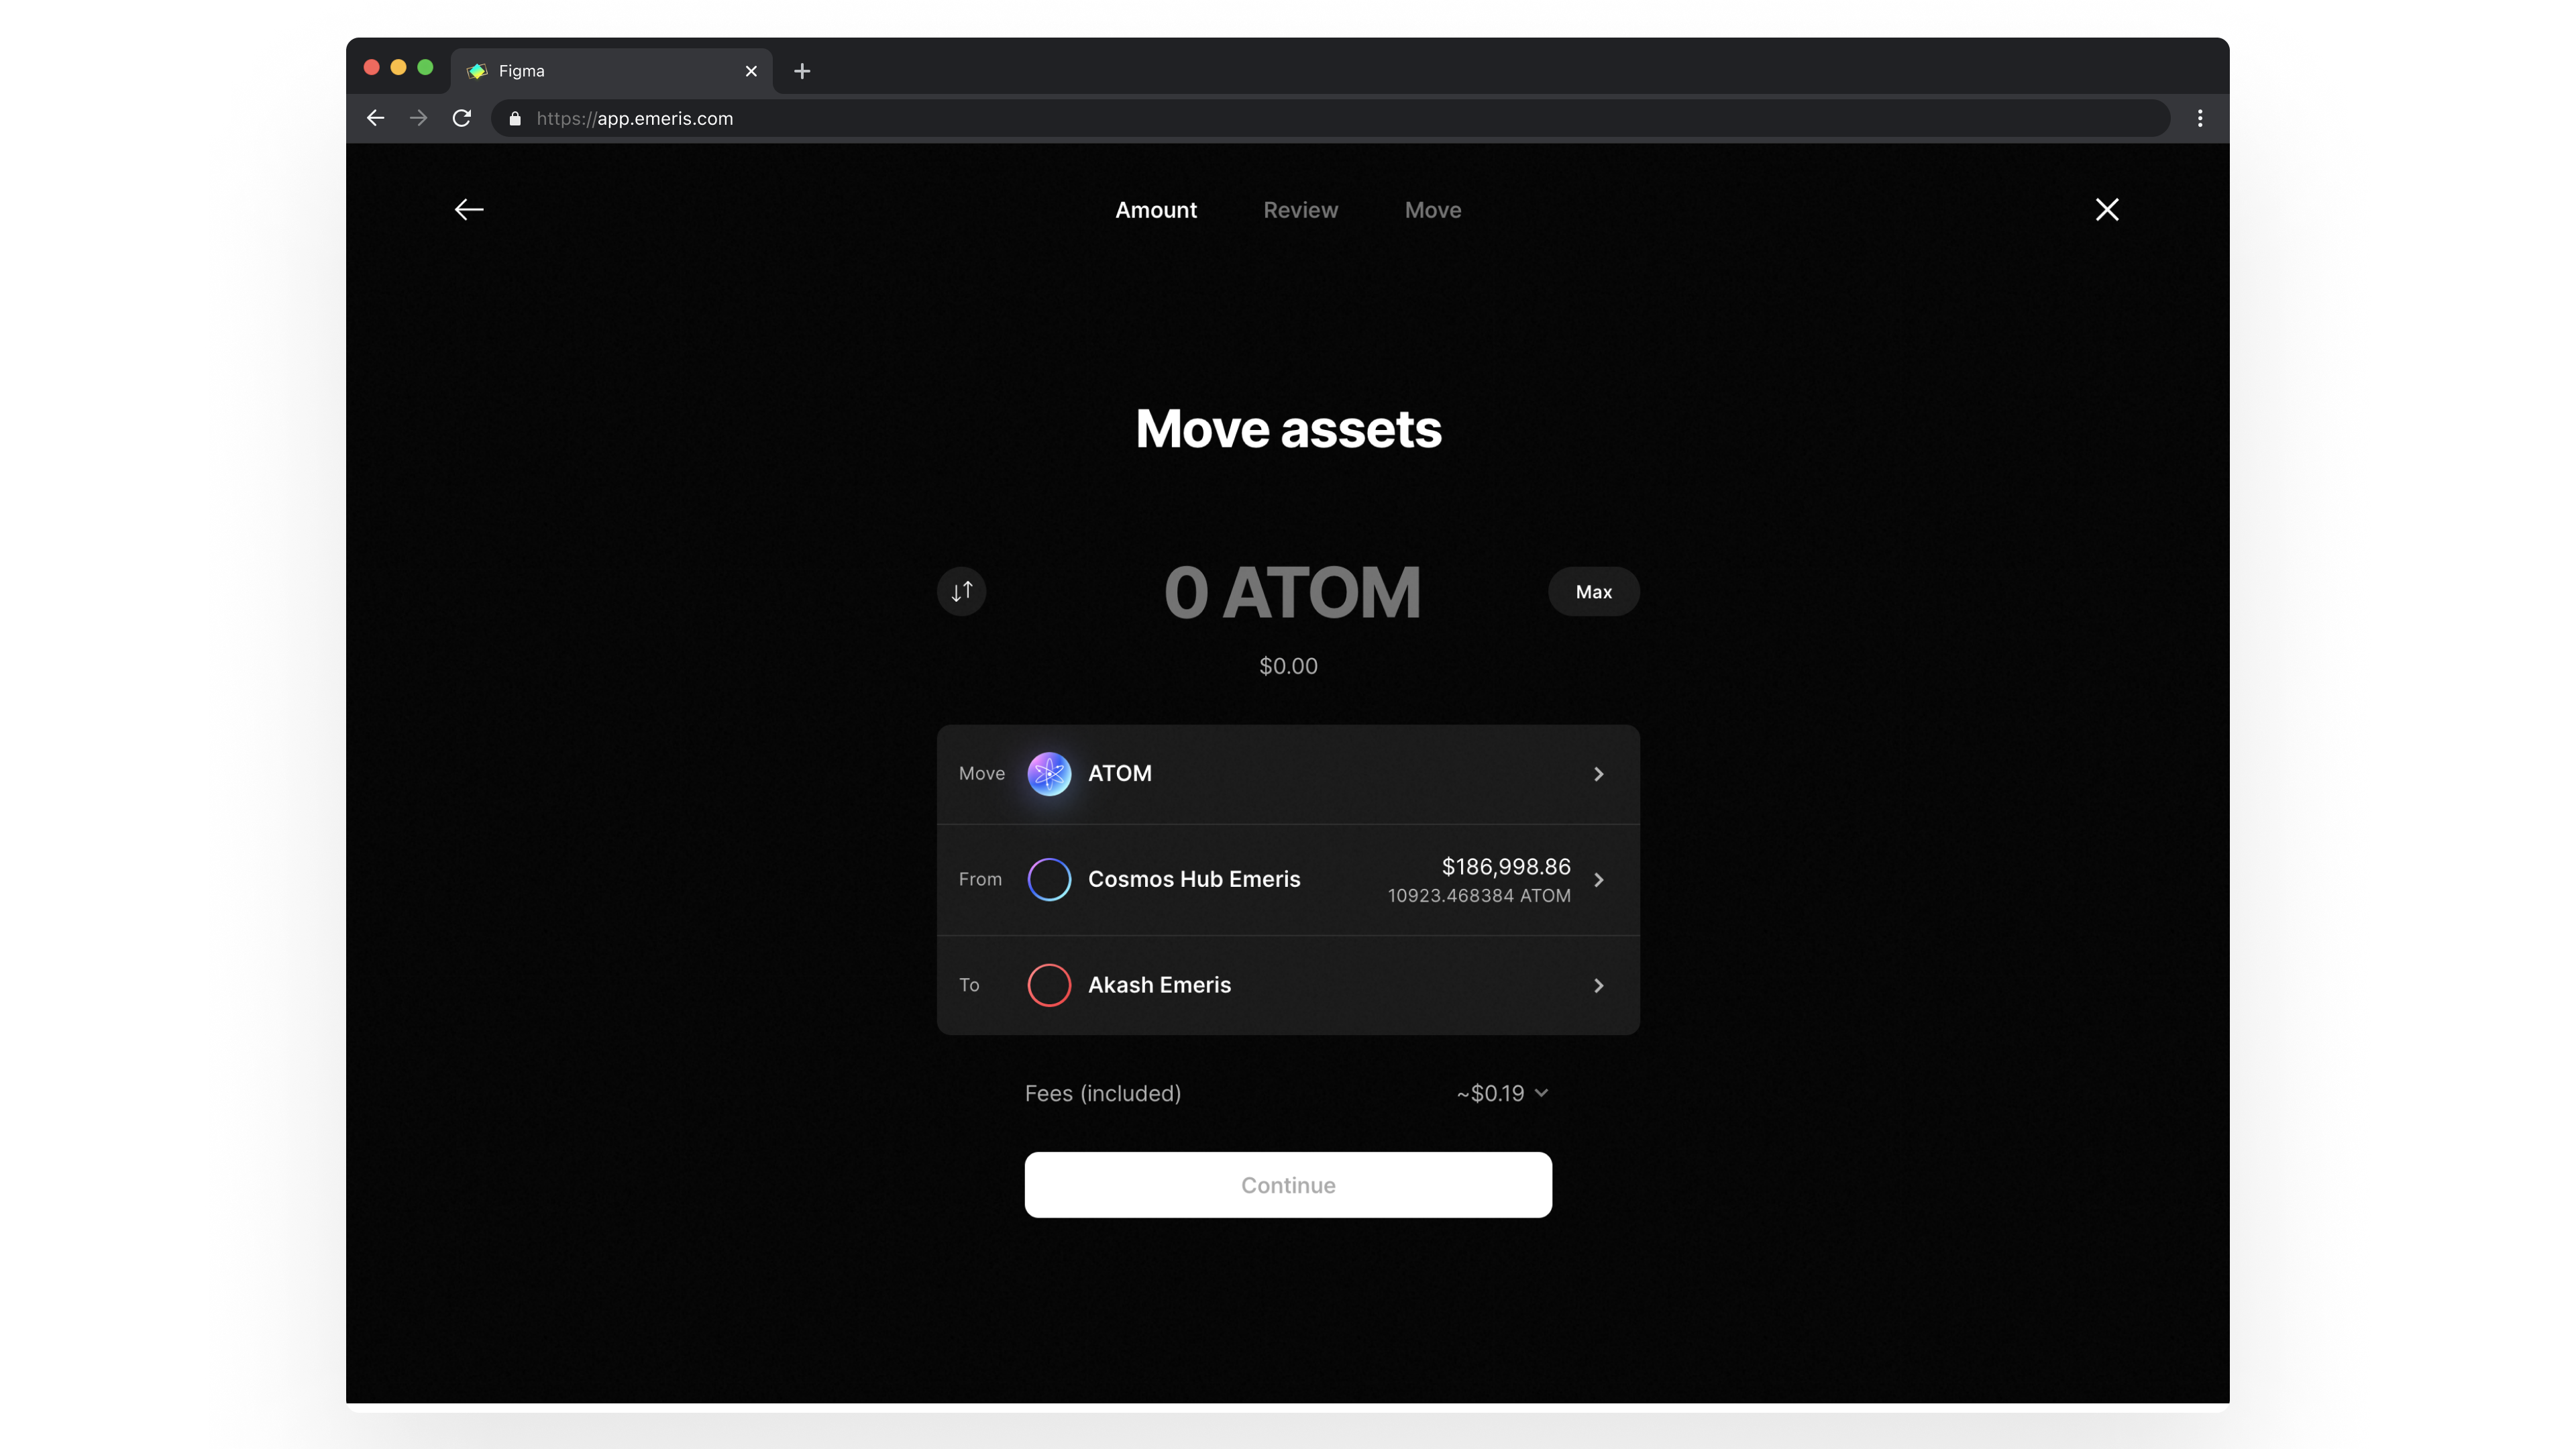 Figma
https://app.emeris.com
Amount Review Move
Move assets
0 ATOM Max
$0.00
Move ATOM
From Cosmos Hub Emeris $186,998.86
10923.468384 ATOM
To Akash Emeris
Fees (included) ~$0.19
Continue